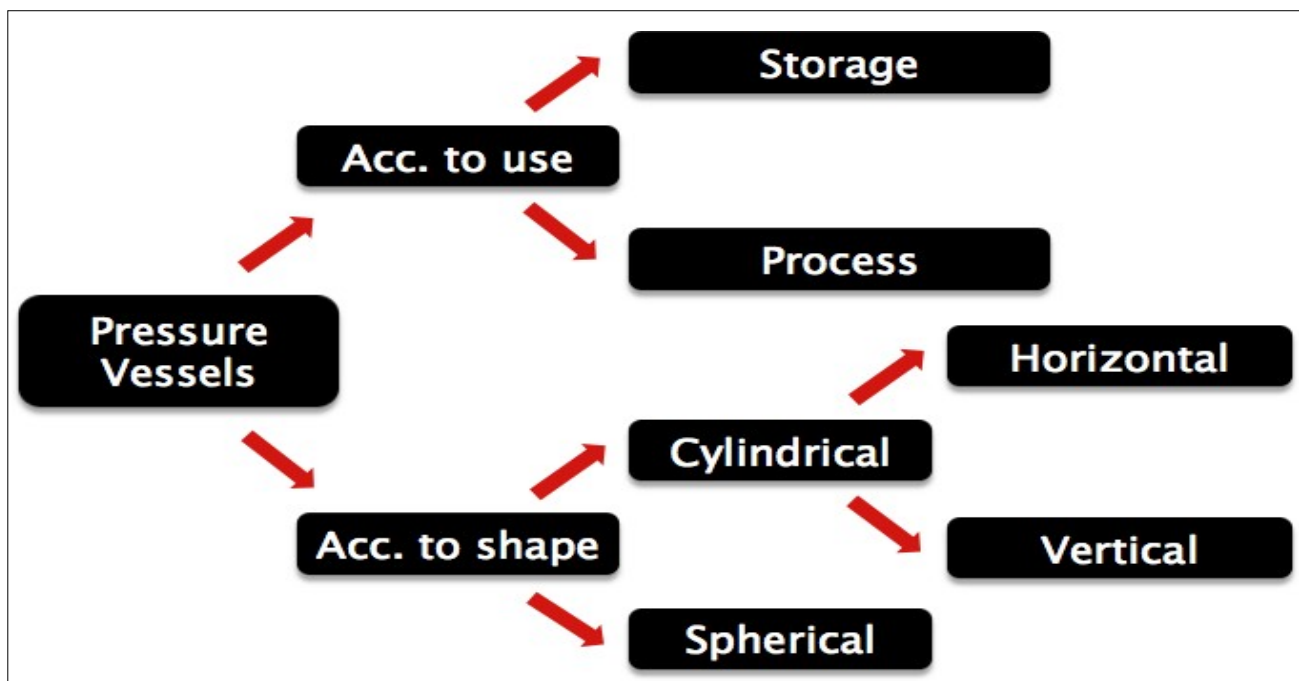 Storage
Acc. to use
Process
Pressure
Vessels
Horizontal
Cylindrical
Acc. to shape
Vertical
Spherical